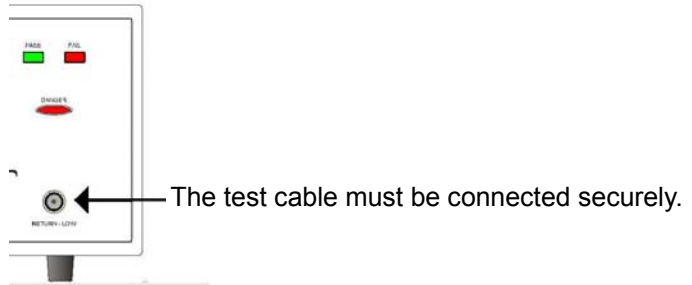 PASS FAIL
DANGER
The test cable must be connected securely.
RETURN - LOW